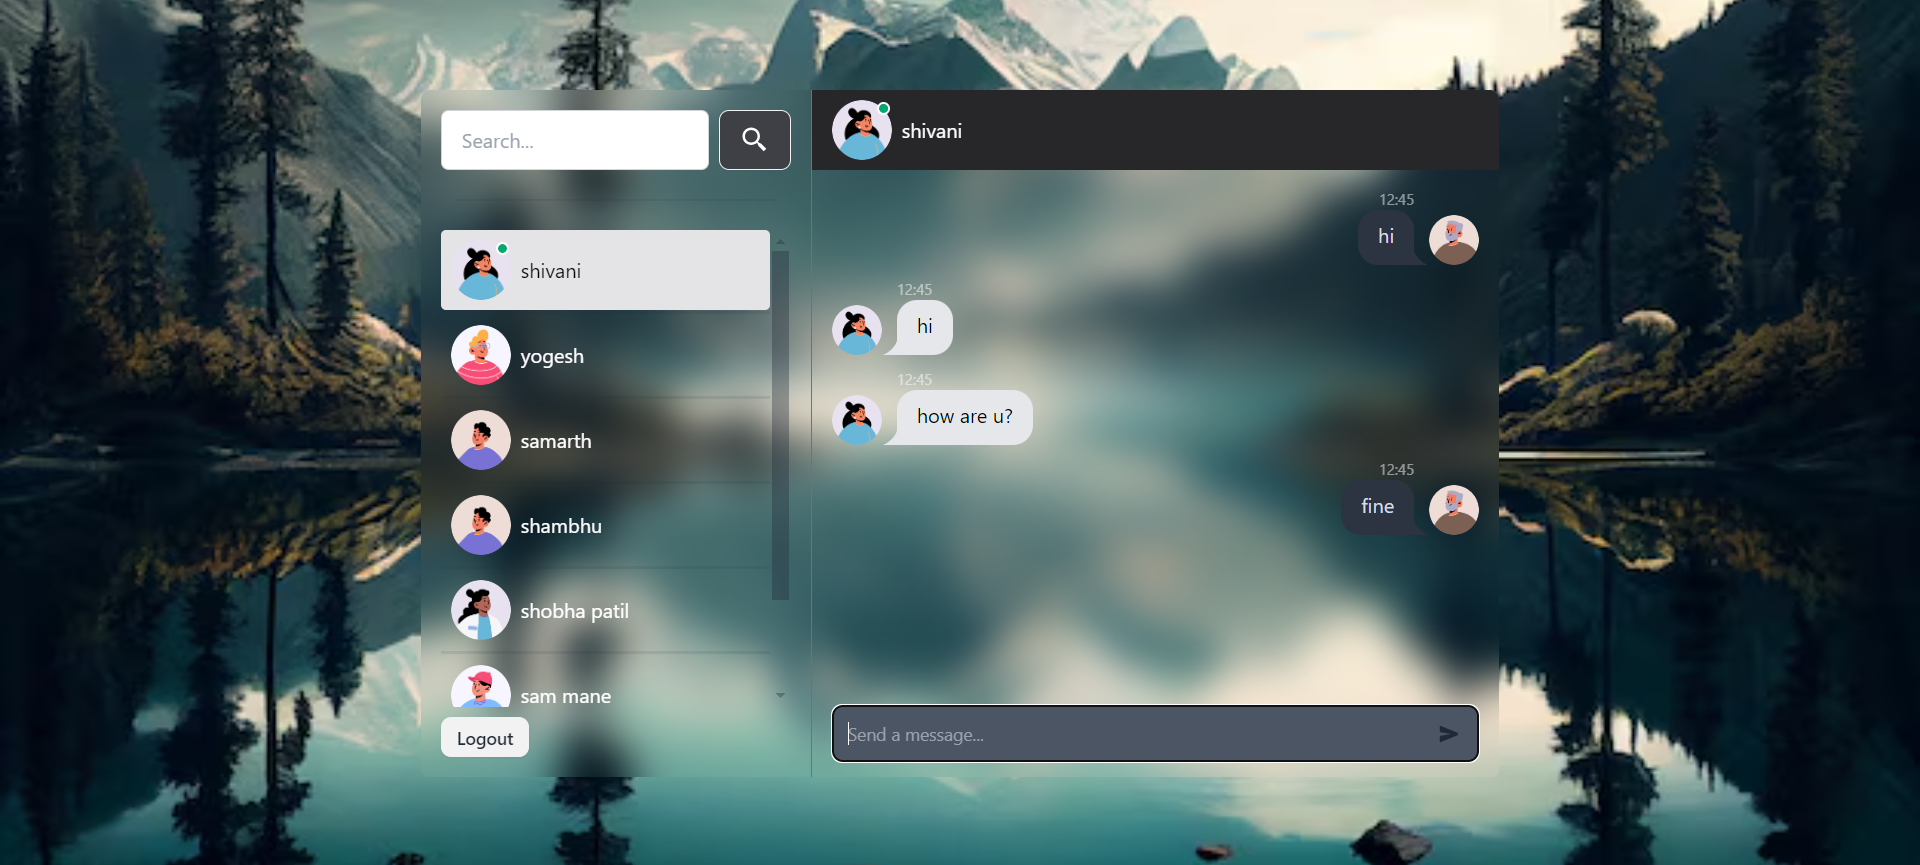 Search...
shivani
yogesh
samarth
shambhu
shobha patil
sam mane
Logout
shivani
12:45
hi
12:45
hi
12:45
how are u?
12:45
fine
Send a message...